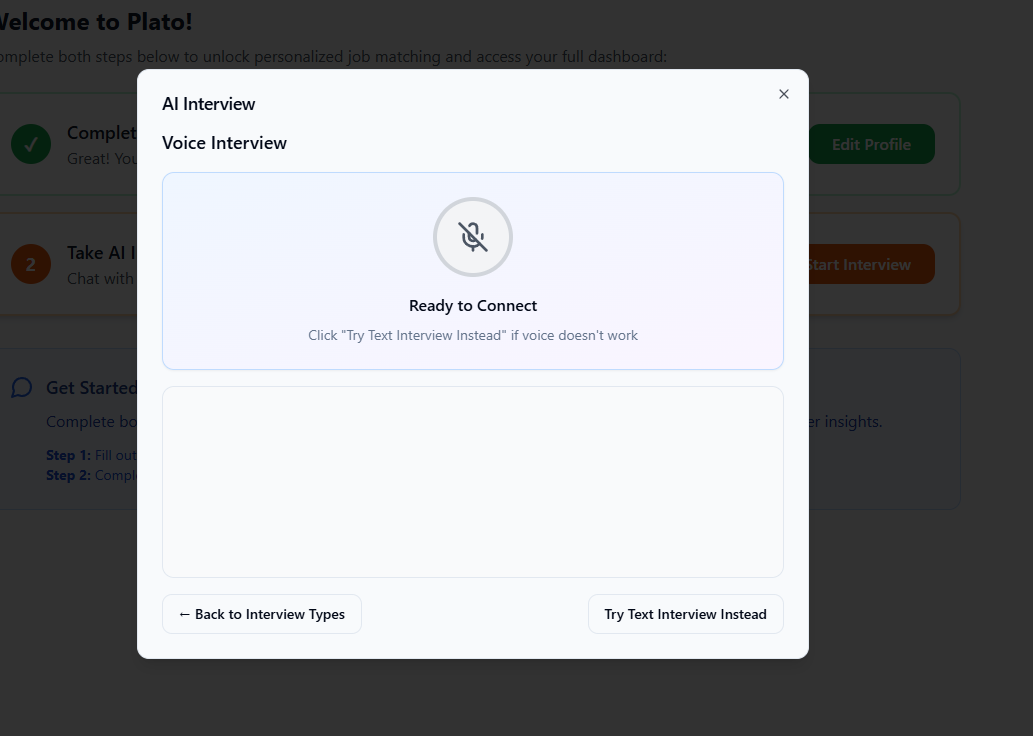 Welcome to Plato!
complete both steps below to unlock personalized job matching and access your full dashboard:
AI Interview
Voice Interview
Complet
Great! You
Edit Profile
2
Take AI I
Chat with
Start Interview
Ready to Connect
Click "Try Text Interview Instead" if voice doesn't work
Get Started
Complete bo
er insights.
Step 1: Fill out
Step 2: Comple
← Back to Interview Types
Try Text Interview Instead